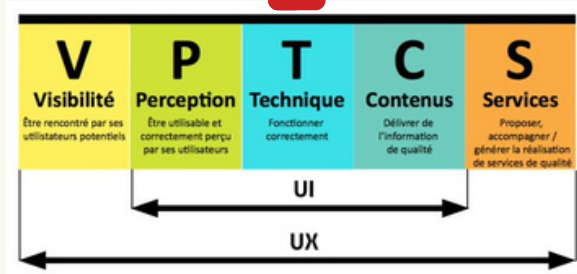 V
Visibilité
Être rencontré par ses
utilistateurs potentiels
P
Perception
Être utilisable et
correctement perçu
par ses utilisateurs
T
Technique
Fonctionner
correctement
C
Contenus
Délivrer de
l'information
de qualité
S
Services
Proposer,
accompagner /
générer la réalisation
de services de qualité
UI
UX